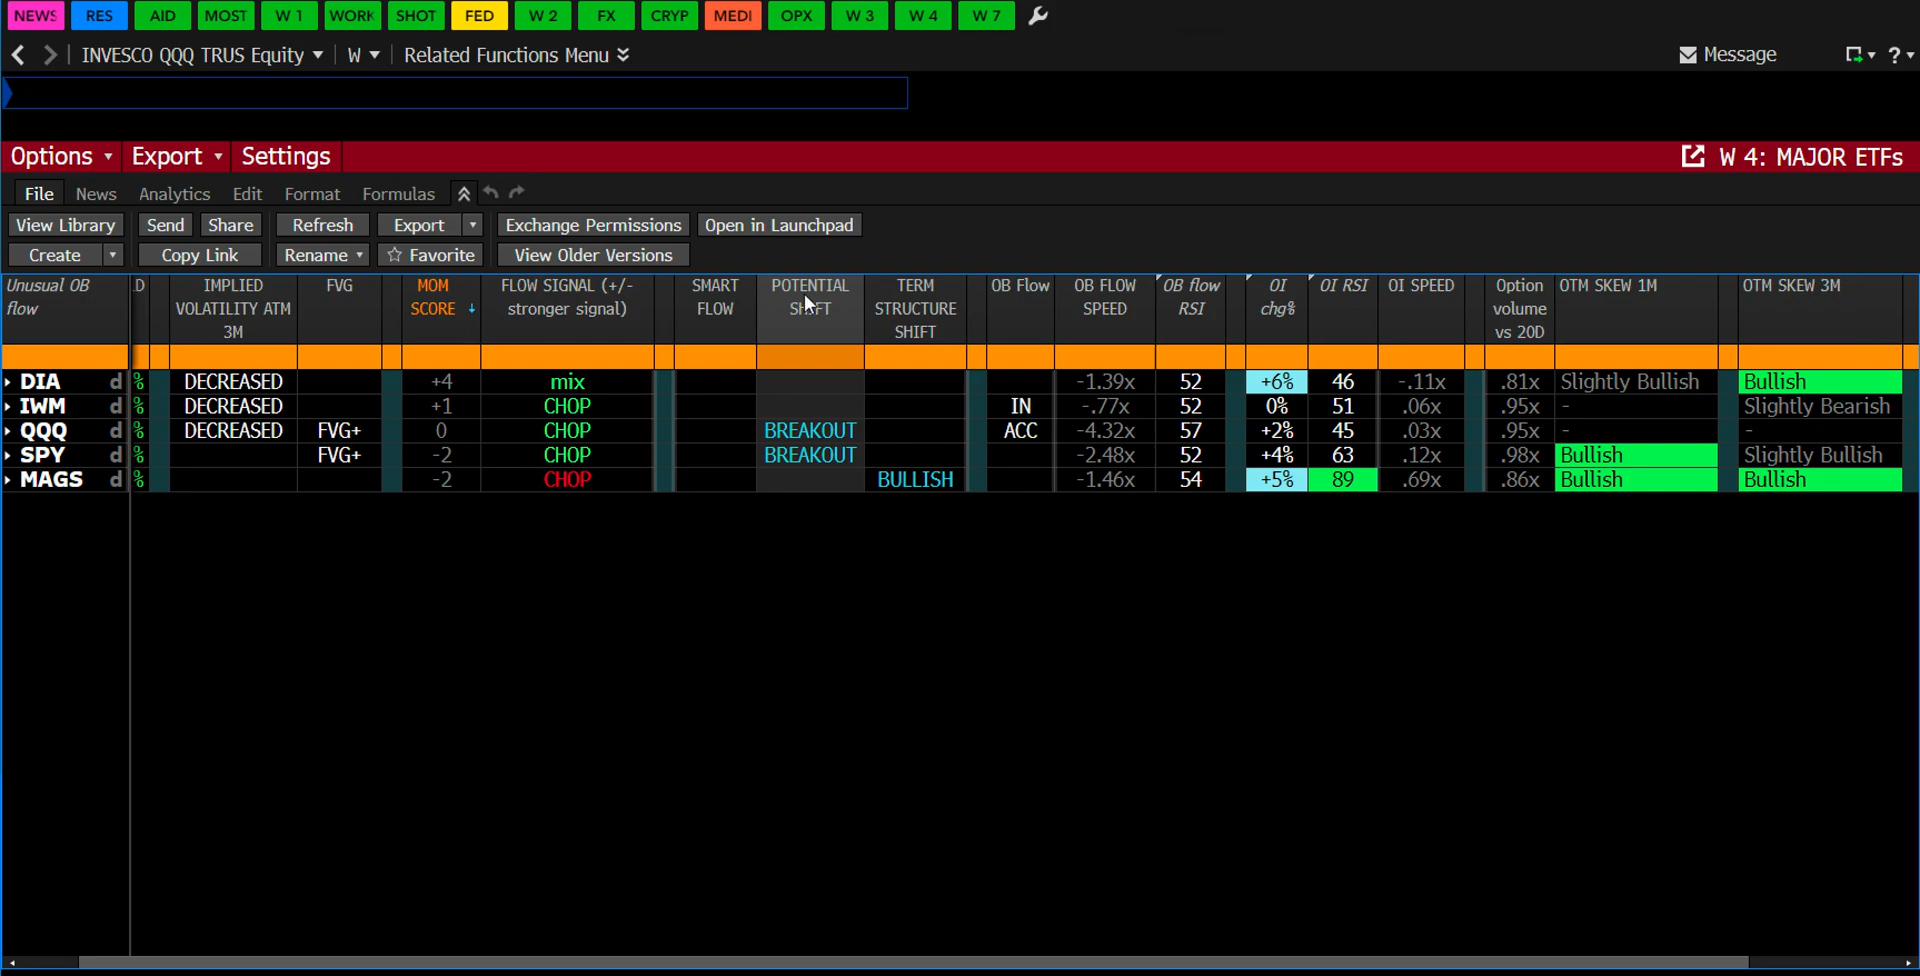 NEWS RES AID MOST W 1 WORK SHOT FED W 2 FX CRYP MEDI OPX W 3 W 4 W 7
INVESCO QQQ TRUS Equity W Related Functions Menu Message ?
Options Export Settings W 4: MAJOR ETFs
File News Analytics Edit Format Formulas
View Library Send Share Refresh Export Exchange Permissions Open in Launchpad
Create Copy Link Rename Favorite View Older Versions
Unusual OB D IMPLIED FVG MOM FLOW SIGNAL (+/- SMART POTENTIAL TERM OB Flow OB FLOW OB flow OI OI RSI OI SPEED Option OTM SKEW 1M OTM SKEW 3M
flow VOLATILITY ATM SCORE ↓ stronger signal) FLOW SHIFT STRUCTURE SPEED RSI chg% volume
3M SHIFT vs 20D
DIA d % DECREASED +4 mix -1.39x 52 +6% 46 -.11x .81x Slightly Bullish Bullish
IWM d % DECREASED +1 CHOP IN -.77x 52 0% 51 .06x .95x - Slightly Bearish
QQQ d % DECREASED FVG+ 0 CHOP BREAKOUT ACC -4.32x 57 +2% 45 .03x .95x - -
SPY d % FVG+ -2 CHOP BREAKOUT -2.48x 52 +4% 63 .12x .98x Bullish Slightly Bullish
MAGS d % -2 CHOP BULLISH -1.46x 54 +5% 89 .69x .86x Bullish Bullish